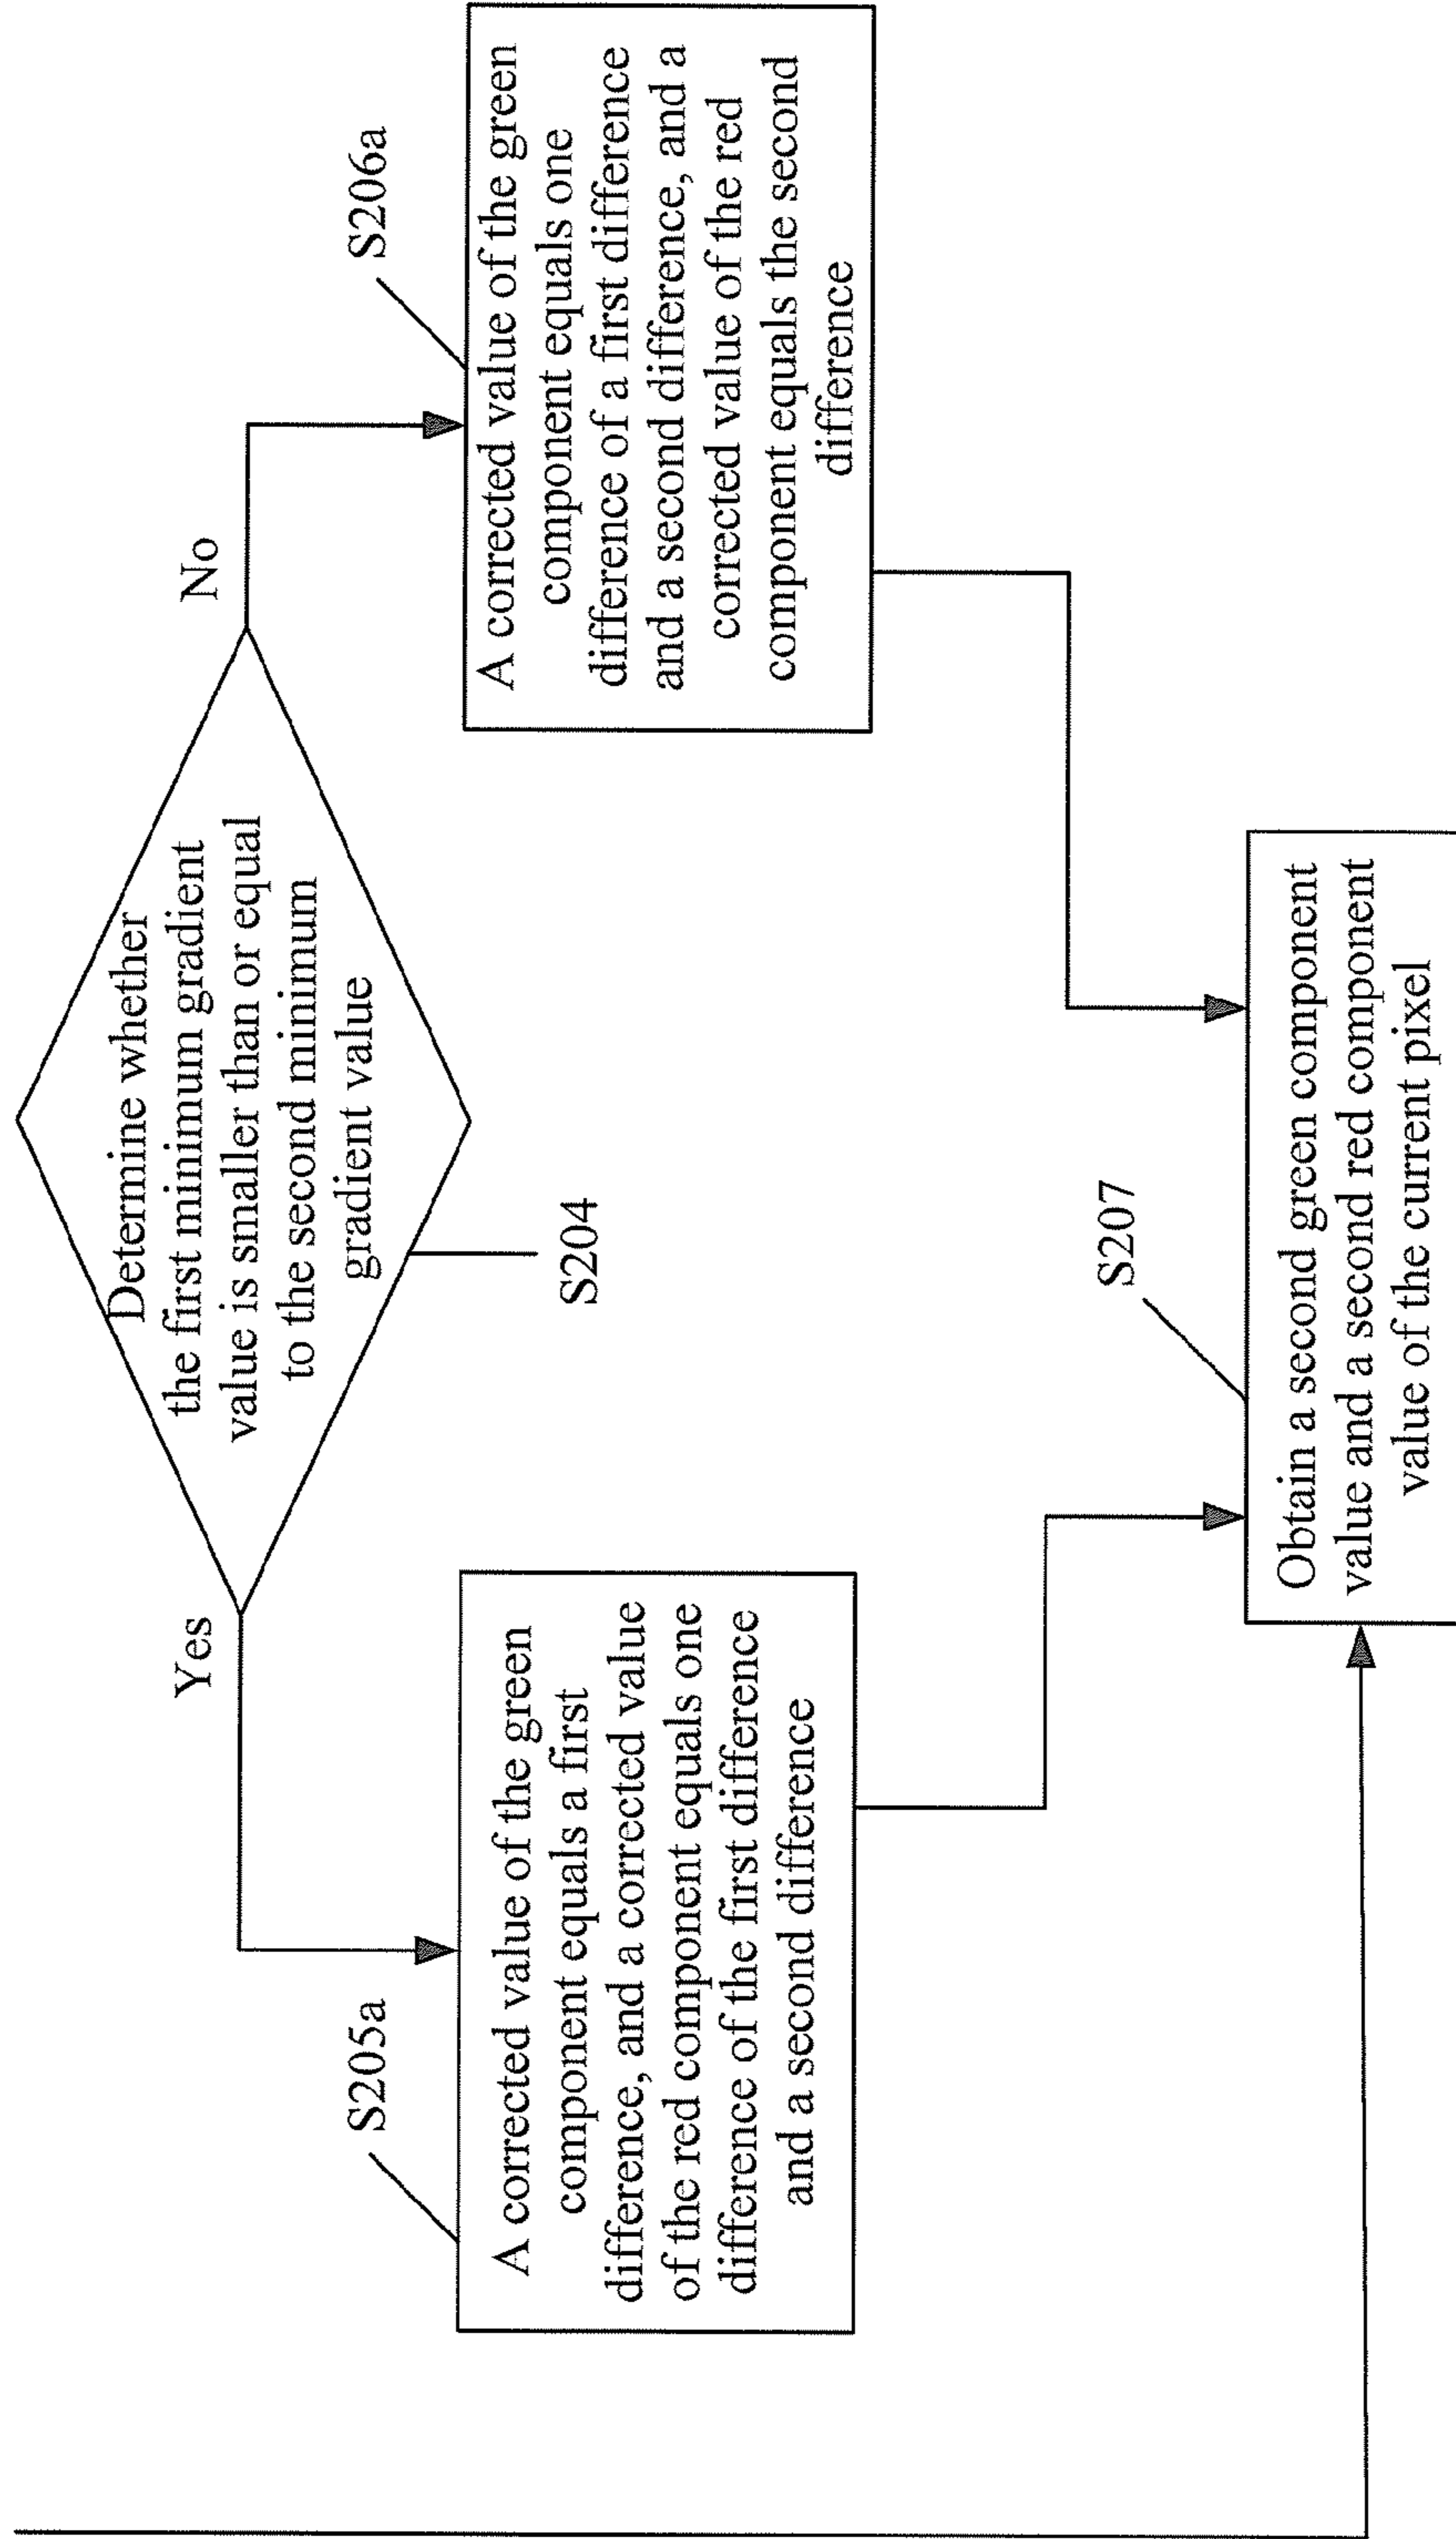 Determine whether
the first minimum gradient
value is smaller than or equal
to the second minimum
gradient value
Yes
No
S204
S205a
A corrected value of the green
component equals a first
difference, and a corrected value
of the red component equals one
difference of the first difference
and a second difference
S206a
A corrected value of the green
component equals one
difference of a first difference
and a second difference, and a
corrected value of the red
component equals the second
difference
S207
Obtain a second green component
value and a second red component
value of the current pixel